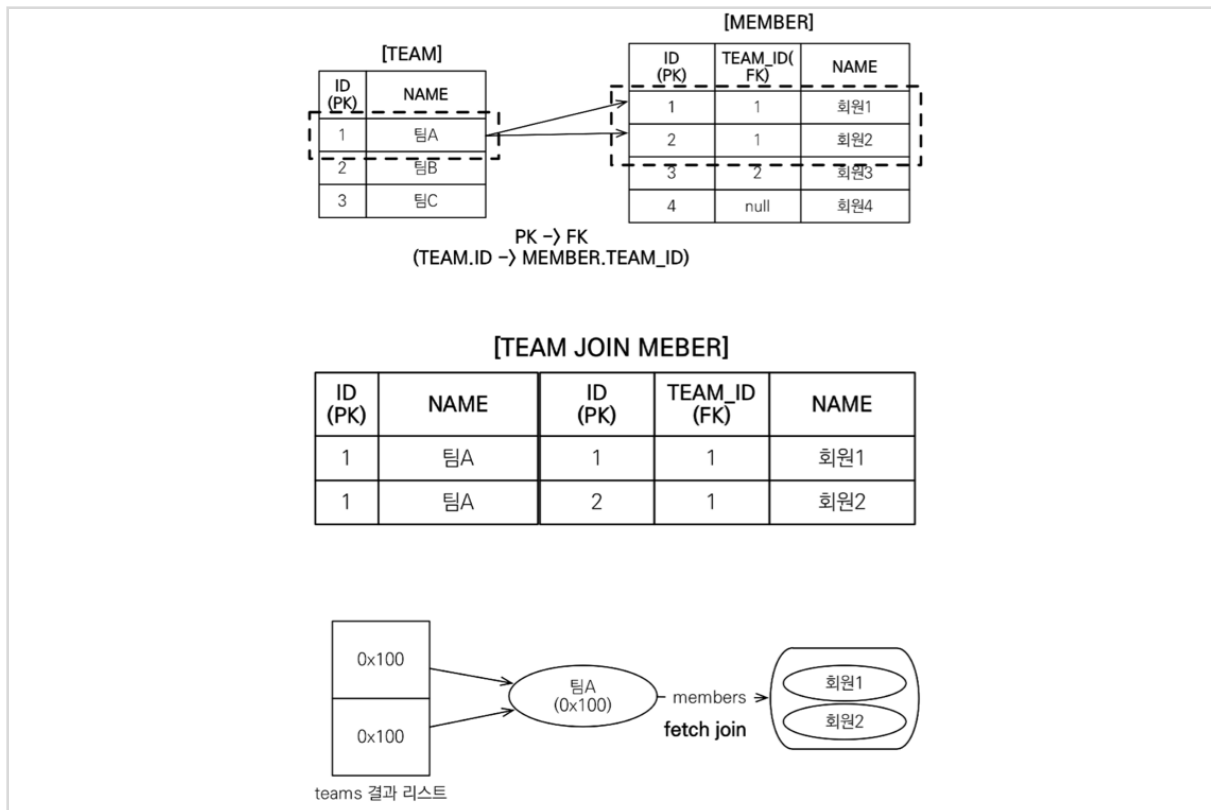 [TEAM]
ID (PK) NAME
1 팀A
2 팀B
3 팀C
[MEMBER]
ID (PK) TEAM_ID( FK) NAME
1 1 회원1
2 1 회원2
3 2 회원3
4 null 회원4
PK -> FK
(TEAM.ID -> MEMBER.TEAM_ID)
[TEAM JOIN MEBER]
ID (PK) NAME ID (PK) TEAM_ID (FK) NAME
1 팀A 1 1 회원1
1 팀A 2 1 회원2
0x100
0x100
teams 결과 리스트
팀A
(0x100)
members
fetch join
회원1
회원2